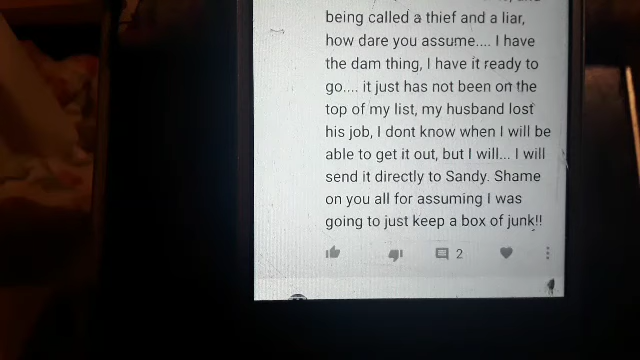 being called a thief and a liar,
how dare you assume.... I have
the dam thing, I have it ready to
go.... it just has not been on the
top of my list, my husband lost
his job, I dont know when I will be
able to get it out, but I will... I will
send it directly to Sandy. Shame
on you all for assuming I was
going to just keep a box of junk!!
2